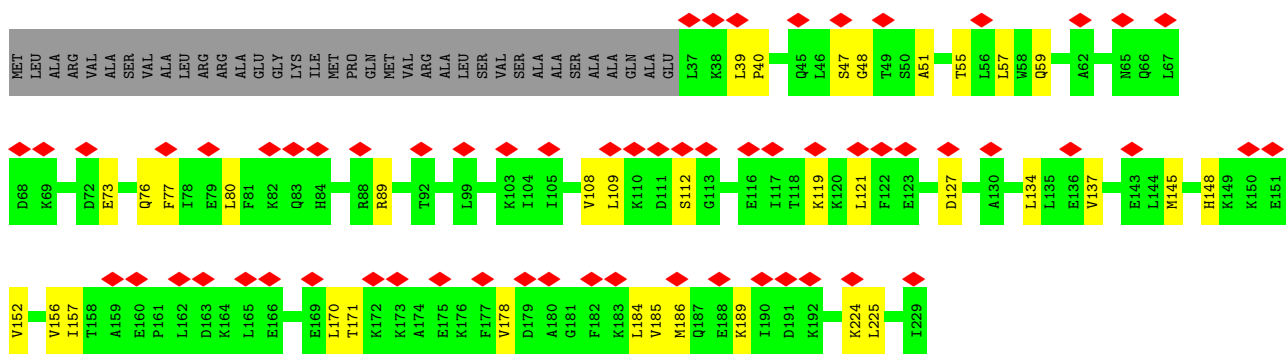 MET LEU ALA ARG VAL ALA SER VAL ALA LEU ARG ARG ALA GLU GLY LYS ILE MET PRO GLN MET VAL ARG ALA LEU SER VAL SER ALA ALA SER ALA ALA GLN ALA GLU L37 K38 L39 P40 Q45 L46 S47 G48 T49 S50 A51 T55 L56 L57 W58 Q59 A62 N65 Q66 L67
D68 K69 D72 E73 Q76 F77 I78 E79 L80 F81 K82 Q83 H84 R88 R89 T92 L99 K103 I104 I105 V108 L109 K110 D111 S112 G113 E116 I117 T118 K119 K120 L121 F122 E123 D127 A130 L134 L135 E136 V137 E143 L144 M145 H148 K149 K150 E151
V152 V156 I157 T158 A159 E160 P161 L162 D163 K164 L165 E166 E169 L170 T171 K172 K173 A174 E175 K176 F177 V178 D179 A180 G181 F182 K183 L184 V185 M186 Q187 E188 K189 I190 D191 K192 K224 L225 I229